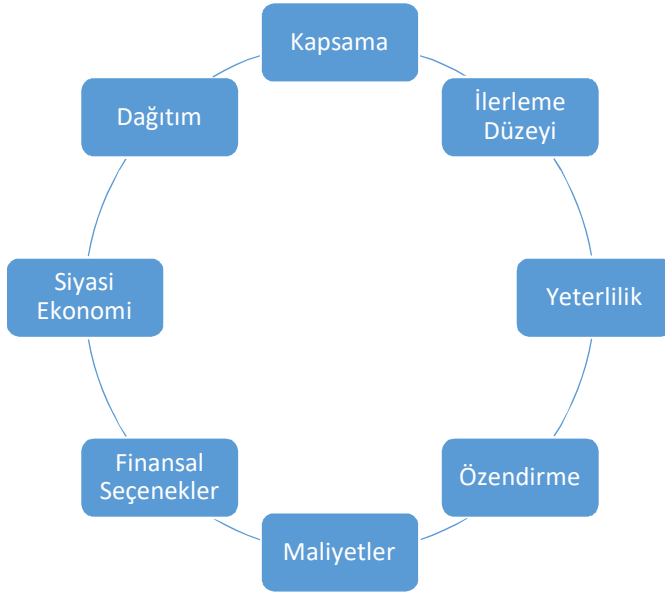 Kapsama
İlerleme
Düzeyi
Yeterlilik
Özendirme
Maliyetler
Finansal
Seçenekler
Siyasi
Ekonomi
Dağıtım